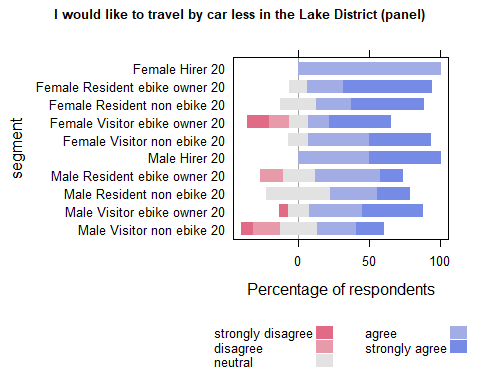 I would like to travel by car less in the Lake District (panel)
segment
Female Hirer 20
Female Resident ebike owner 20
Female Resident non ebike 20
Female Visitor ebike owner 20
Female Visitor non ebike 20
Male Hirer 20
Male Resident ebike owner 20
Male Resident non ebike 20
Male Visitor ebike owner 20
Male Visitor non ebike 20
0 50 100
Percentage of respondents
strongly disagree agree
disagree strongly agree
neutral